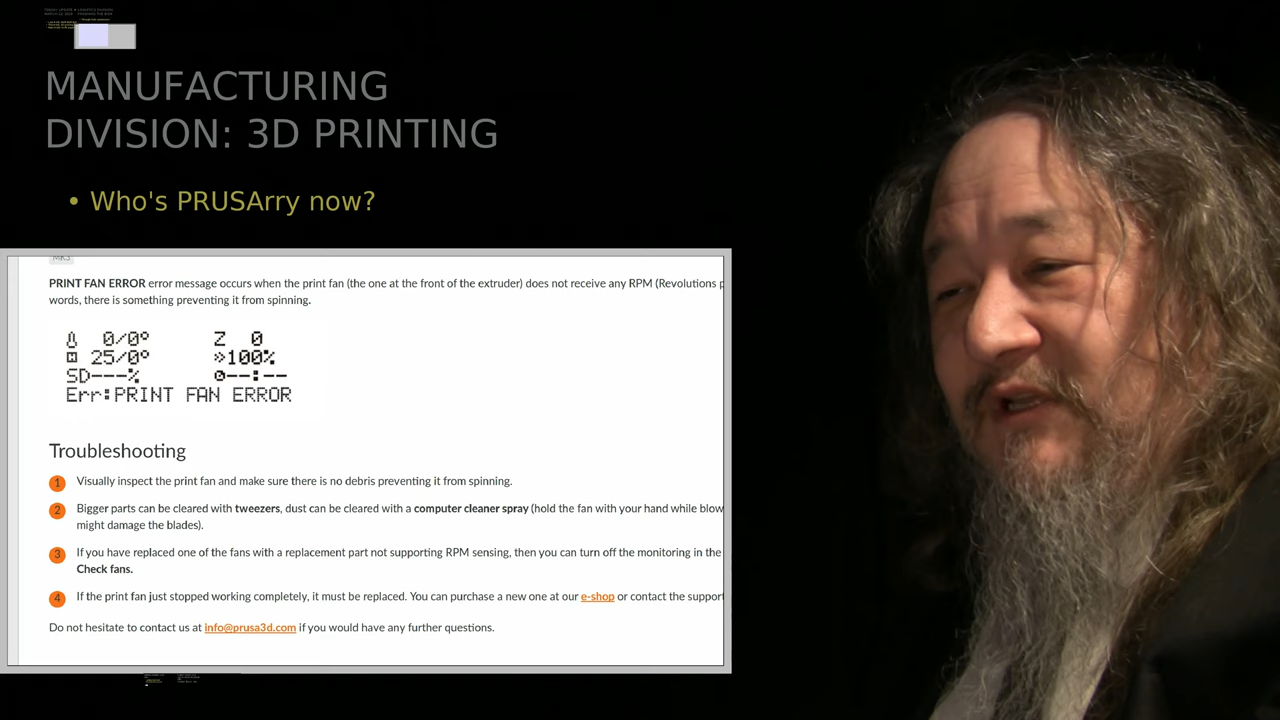 MANUFACTURING
DIVISION: 3D PRINTING
• Who's PRUSArry now?
MK3
PRINT FAN ERROR error message occurs when the print fan (the one at the front of the extruder) does not receive any RPM (Revolutions p
words, there is something preventing it from spinning.
0/0° Z 0
25/0° »100%
SD---% --:--
Err:PRINT FAN ERROR
Troubleshooting
1 Visually inspect the print fan and make sure there is no debris preventing it from spinning.
2 Bigger parts can be cleared with tweezers, dust can be cleared with a computer cleaner spray (hold the fan with your hand while blow
might damage the blades).
3 If you have replaced one of the fans with a replacement part not supporting RPM sensing, then you can turn off the monitoring in the
Check fans.
4 If the print fan just stopped working completely, it must be replaced. You can purchase a new one at our e-shop or contact the support
Do not hesitate to contact us at info@prusa3d.com if you would have any further questions.